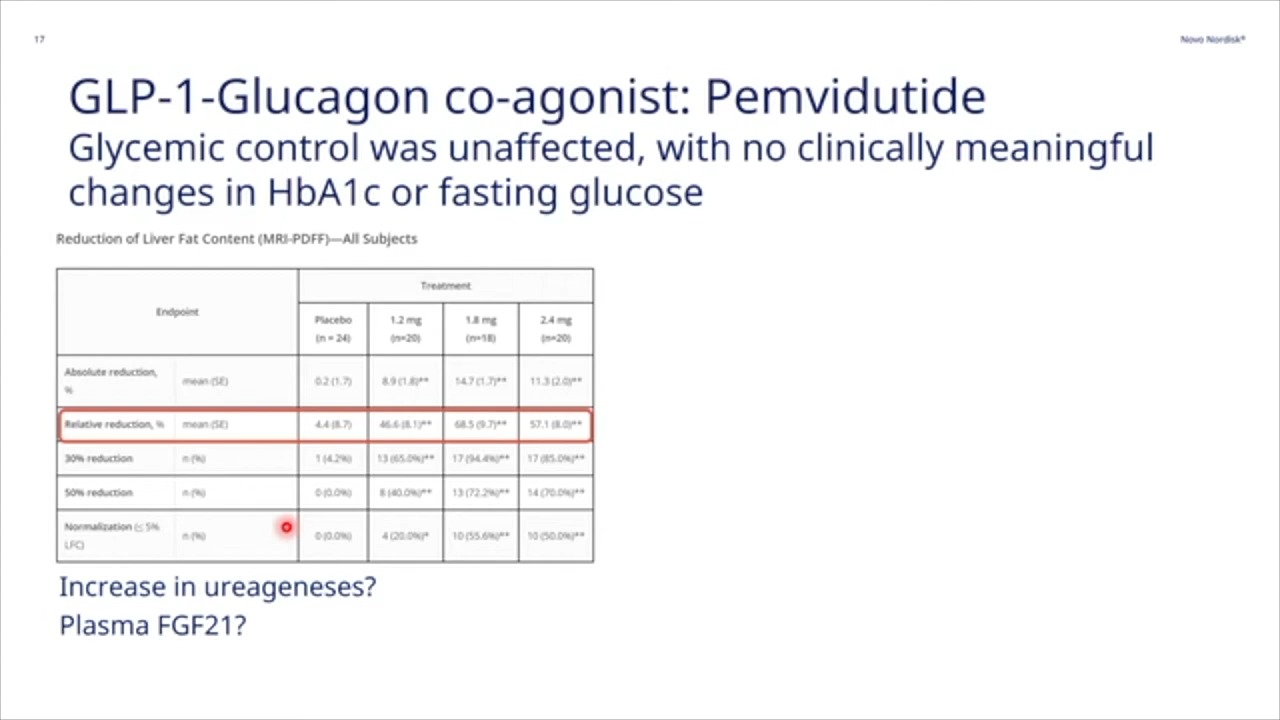 17
Novo Nordisk®
GLP-1-Glucagon co-agonist: Pemvidutide
Glycemic control was unaffected, with no clinically meaningful
changes in HbA1c or fasting glucose
Reduction of Liver Fat Content (MRI-PDFF)—All Subjects
Endpoint Treatment
Placebo (n = 24) 1.2 mg (n=20) 1.8 mg (n=18) 2.4 mg (n=20)
Absolute reduction, % mean (SE) 0.2 (1.7) 8.9 (1.8)** 14.7 (1.7)** 11.3 (2.0)**
Relative reduction, % mean (SE) 4.4 (8.7) 46.6 (8.1)** 68.5 (9.7)** 57.1 (8.0)**
30% reduction n (%) 1 (4.2%) 13 (65.0%)** 17 (94.4%)** 17 (85.0%)**
50% reduction n (%) 0 (0.0%) 8 (40.0%)** 13 (72.2%)** 14 (70.0%)**
Normalization (≤ 5% LFC) n (%) 0 (0.0%) 4 (20.0%)* 10 (55.6%)** 10 (50.0%)**
Increase in ureageneses?
Plasma FGF21?